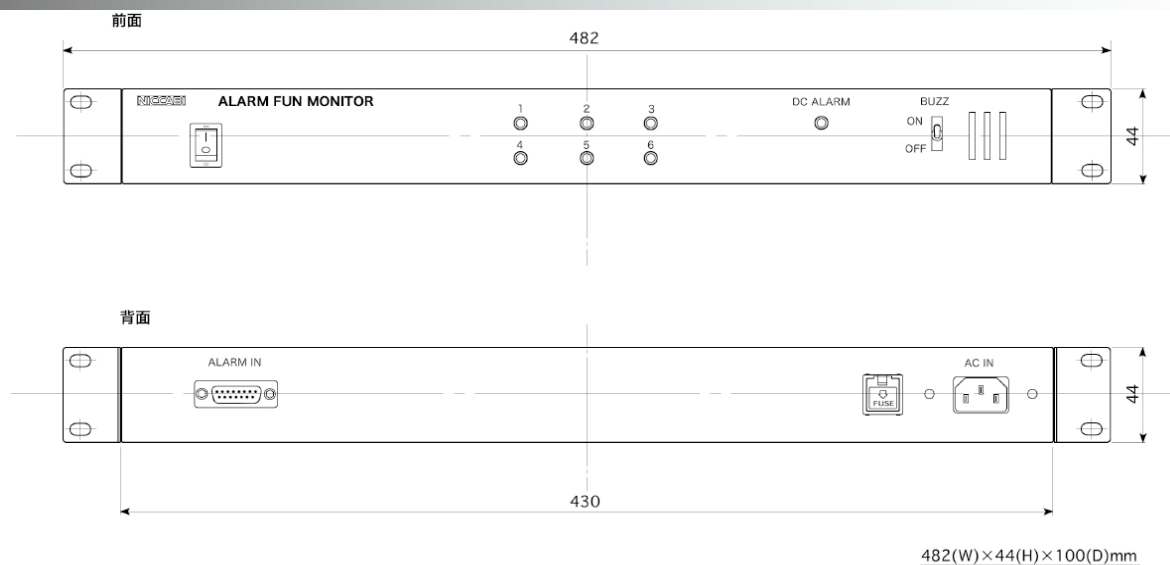 前面
482
NICCABI
ALARM FUN MONITOR
1 2 3
4 5 6
DC ALARM
BUZZ
ON
OFF
44
背面
ALARM IN
FUSE
AC IN
44
430
482(W)×44(H)×100(D)mm